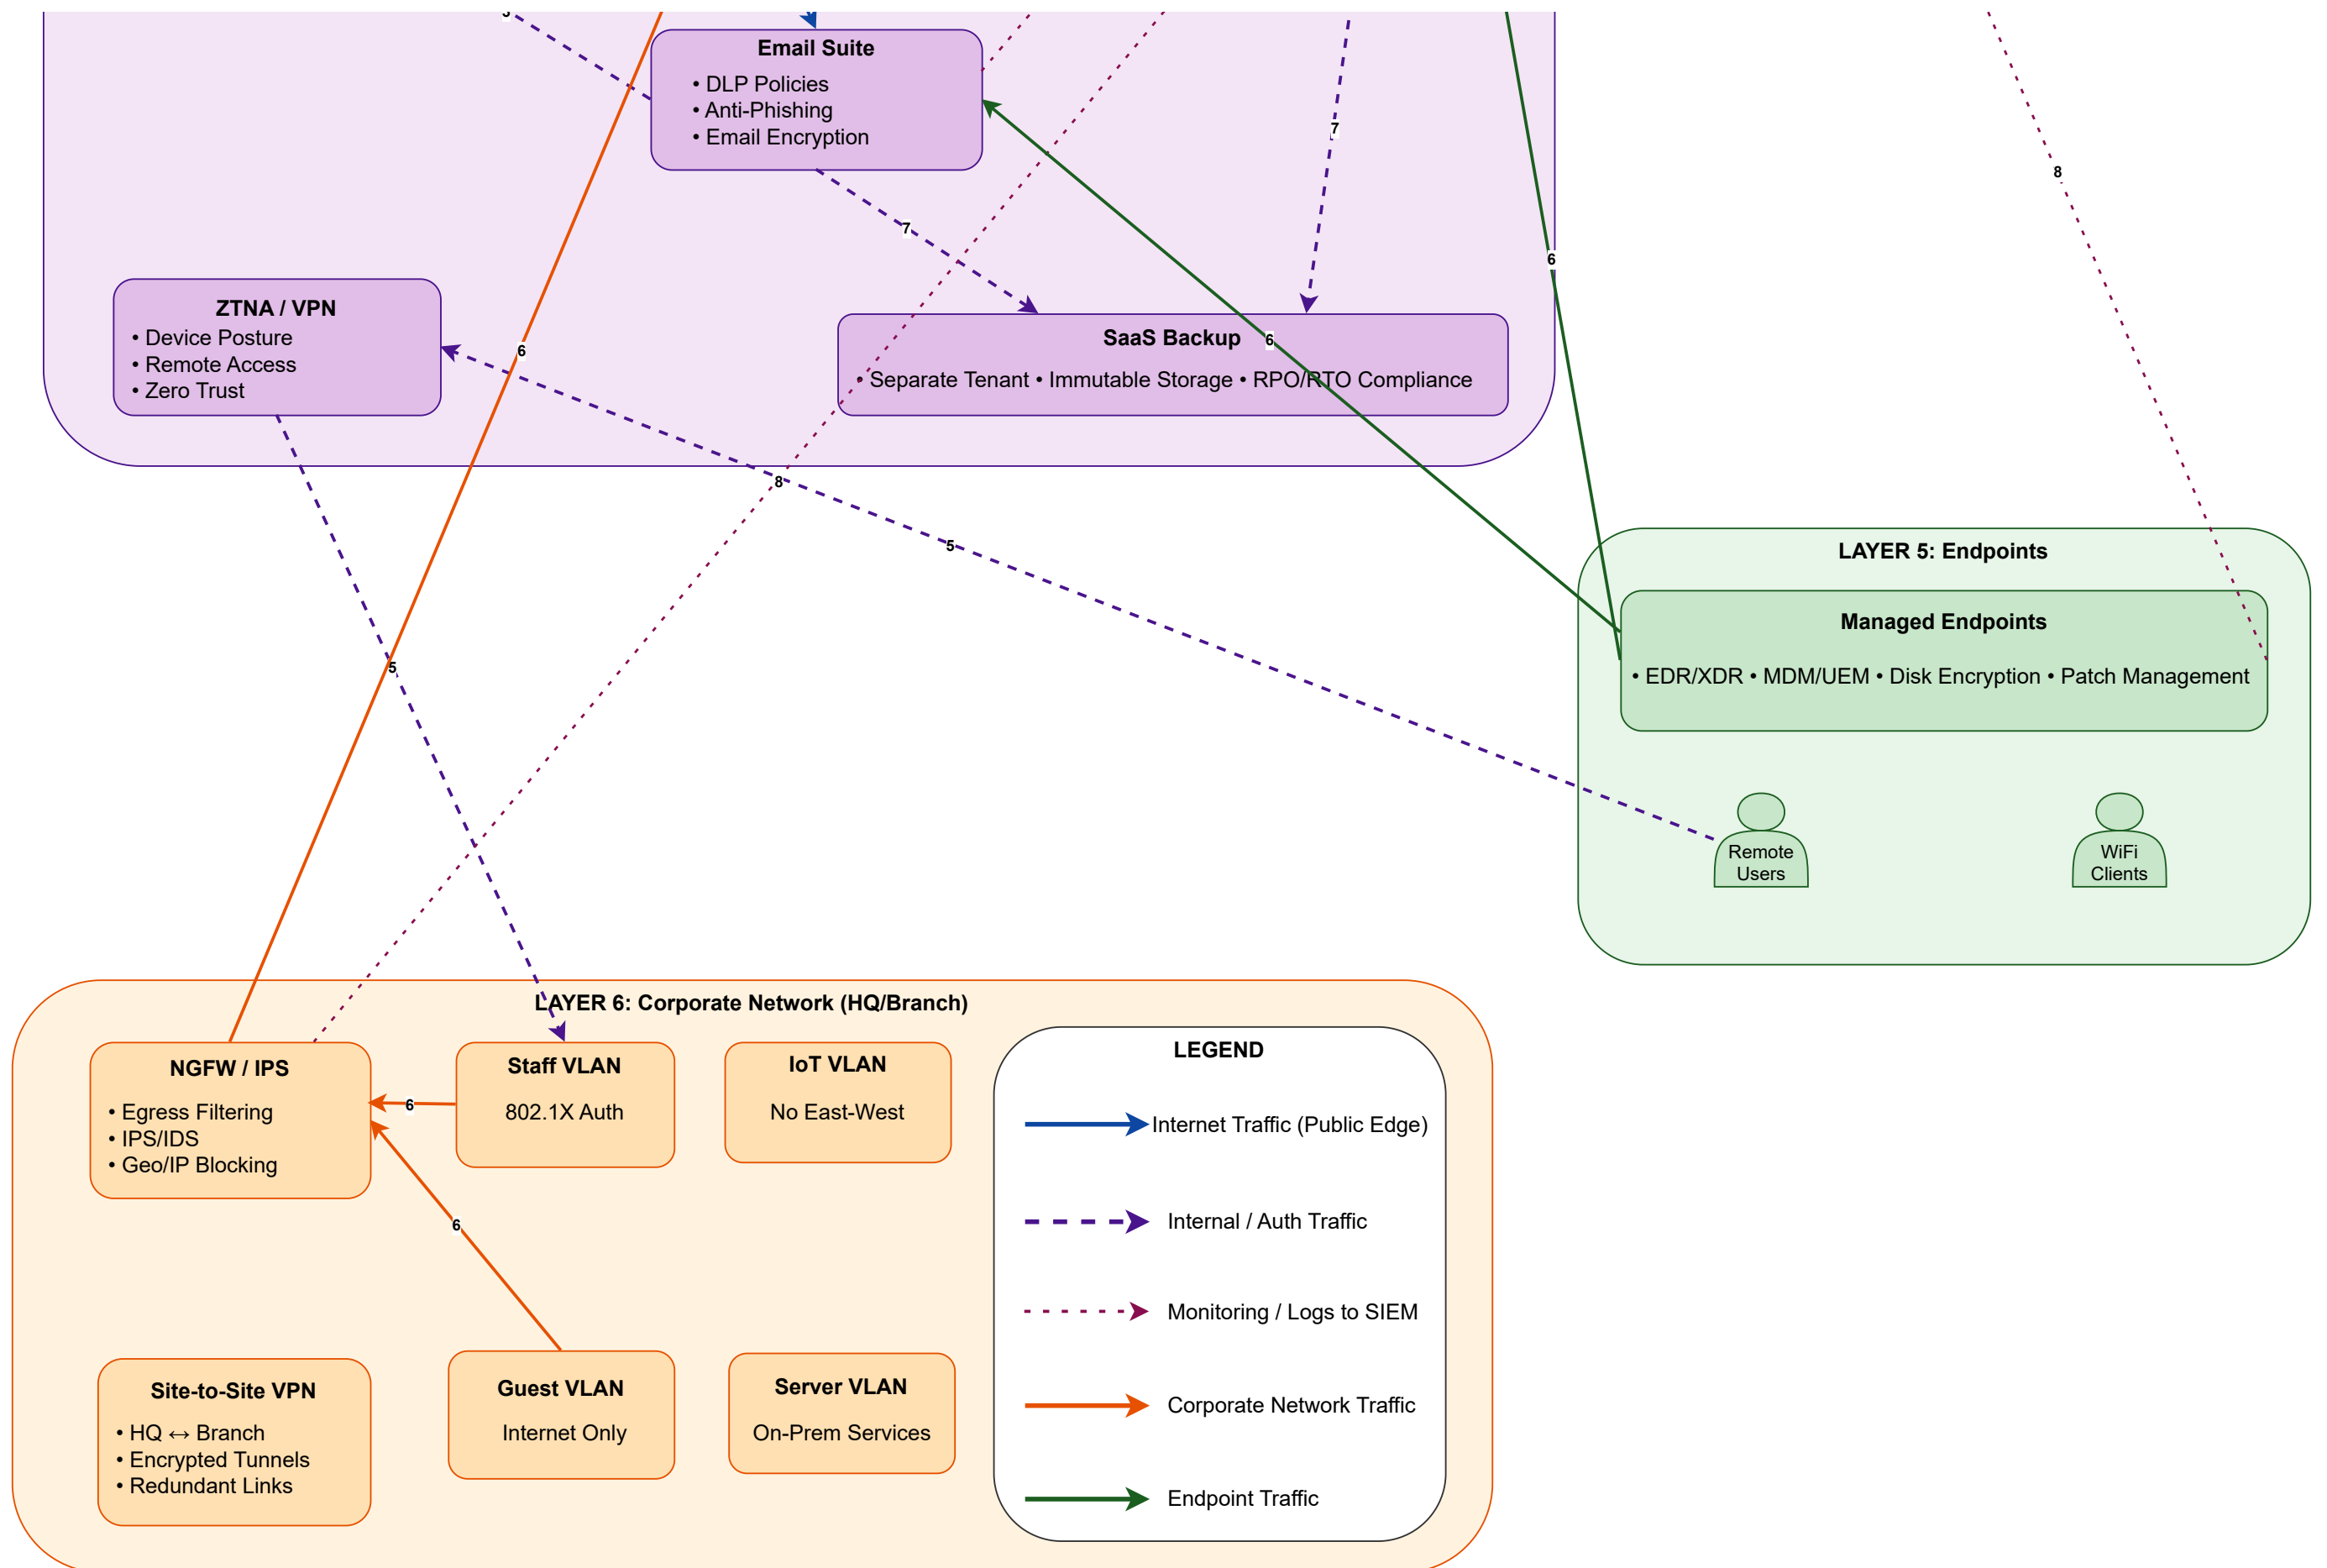 Email Suite
• DLP Policies
• Anti-Phishing
• Email Encryption
7
7
8
6
ZTNA / VPN
• Device Posture
• Remote Access
• Zero Trust
6
SaaS Backup
6
• Separate Tenant • Immutable Storage • RPO/RTO Compliance
8
5
LAYER 5: Endpoints
Managed Endpoints
• EDR/XDR • MDM/UEM • Disk Encryption • Patch Management
5
Remote
Users
WiFi
Clients
LAYER 6: Corporate Network (HQ/Branch)
NGFW / IPS
• Egress Filtering
• IPS/IDS
• Geo/IP Blocking
6
Staff VLAN
802.1X Auth
IoT VLAN
No East-West
6
Site-to-Site VPN
• HQ ↔ Branch
• Encrypted Tunnels
• Redundant Links
Guest VLAN
Internet Only
Server VLAN
On-Prem Services
LEGEND
Internet Traffic (Public Edge)
Internal / Auth Traffic
Monitoring / Logs to SIEM
Corporate Network Traffic
Endpoint Traffic